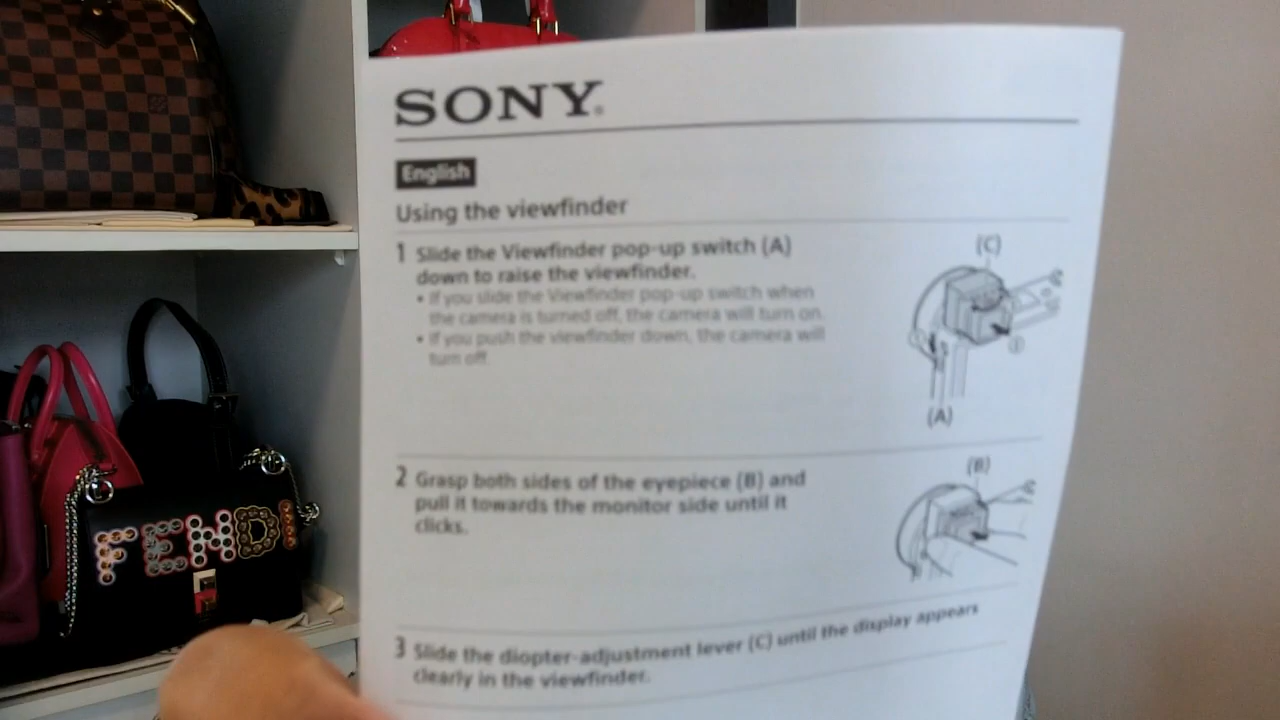 SONY®
English
Using the viewfinder
1 Slide the Viewfinder pop-up switch (A)
down to raise the viewfinder.
• If you slide the Viewfinder pop-up switch when
the camera is turned off, the camera will turn on.
• If you push the viewfinder down, the camera will
turn off.
(C)
(A)
2 Grasp both sides of the eyepiece (B) and
pull it towards the monitor side until it
clicks.
(B)
3 Slide the diopter-adjustment lever (C) until the display appears
clearly in the viewfinder.
FENDI